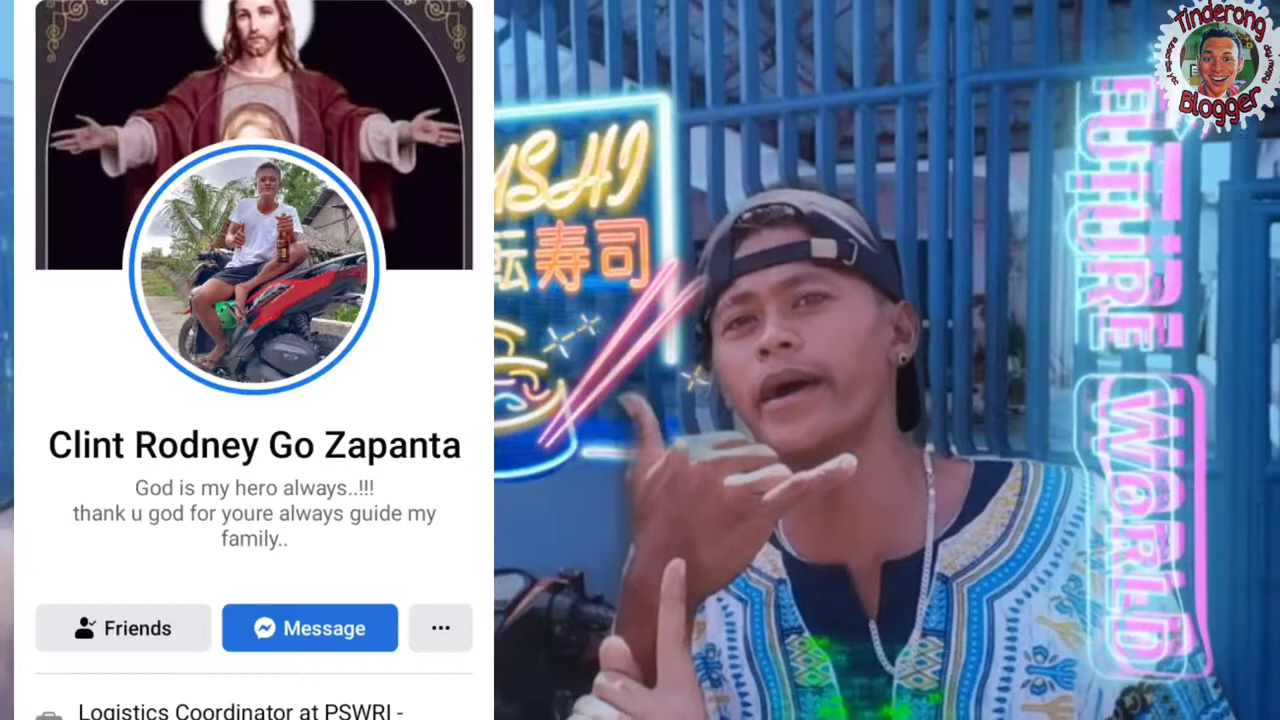 Clint Rodney Go Zapanta
God is my hero always..!!!
thank u god for youre always guide my
family..
Friends
Message
Logistics Coordinator at PSWRI -
寿司
FUTURE WORLD
Tinderong
Blogger